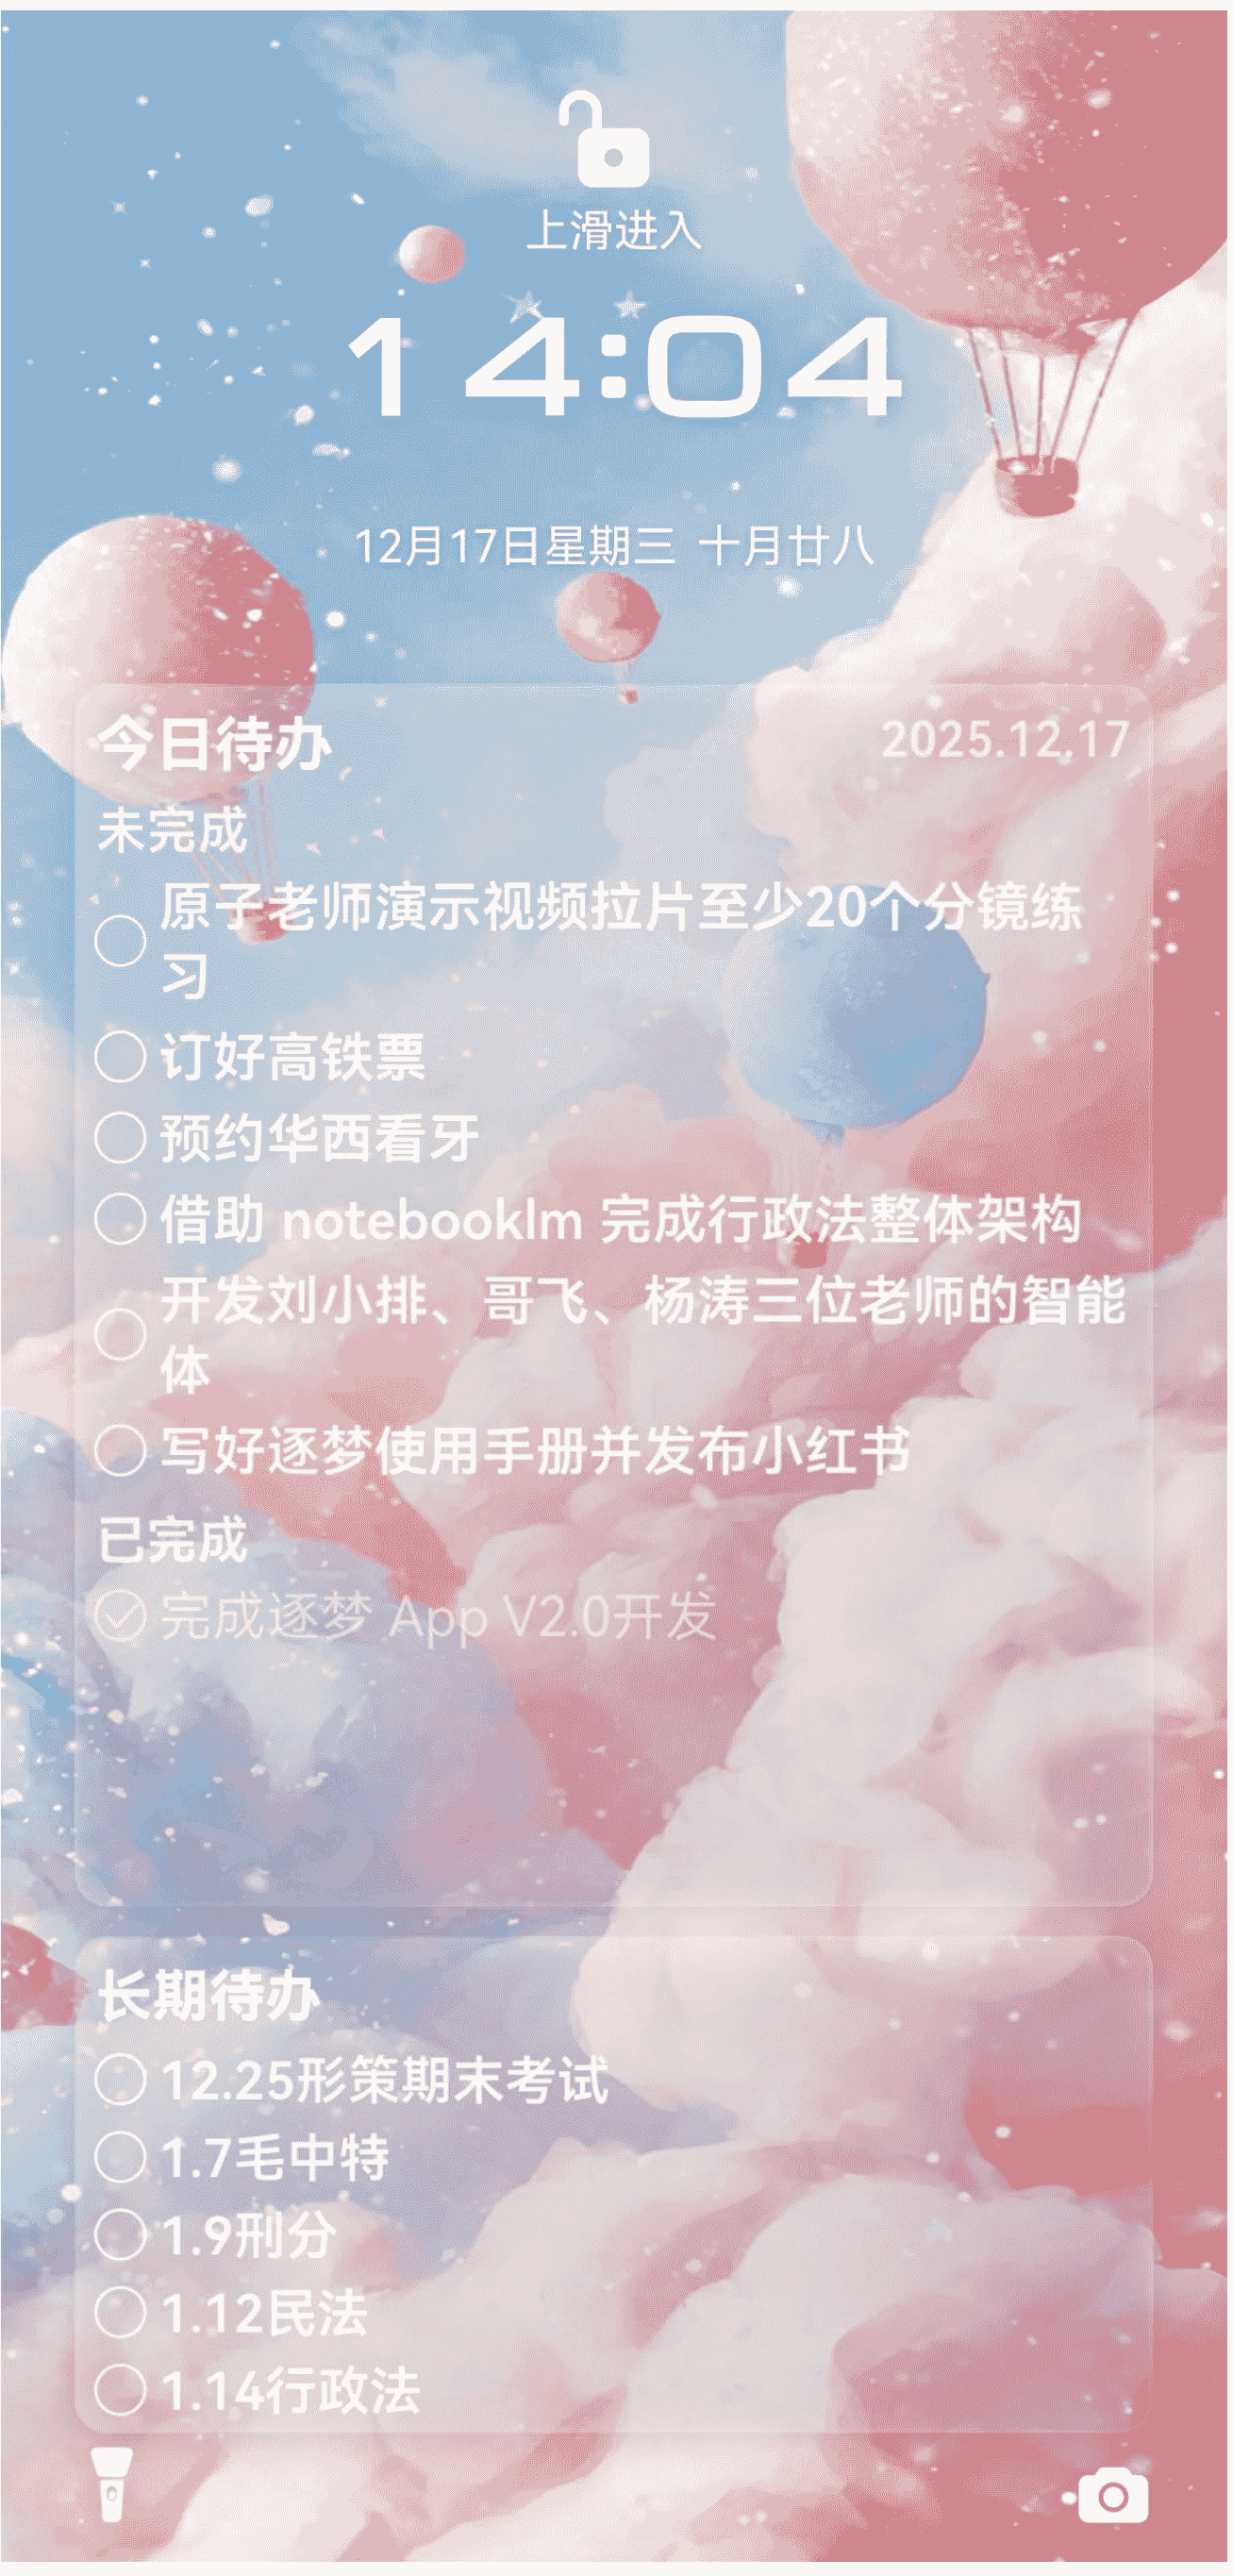 上滑进入
14:04
12月17日星期三 十月廿八
今日待办 2025.12.17
未完成
原子老师演示视频拉片至少20个分镜练
习
订好高铁票
预约华西看牙
借助 notebooklm 完成行政法整体架构
开发刘小排、哥飞、杨涛三位老师的智能
体
写好逐梦使用手册并发布小红书
已完成
完成逐梦 App V2.0开发
长期待办
12.25形策期末考试
1.7毛中特
1.9刑分
1.12民法
1.14行政法